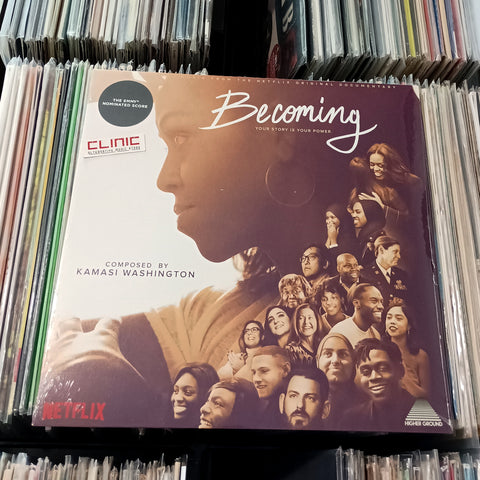 THE NETFLIX ORIGINAL DOCUMENTARY
THE EMMY®
NOMINATED SCORE
Becoming
YOUR STORY IS YOUR POWER
CLINIC
COMPOSED BY
KAMASI WASHINGTON
NETFLIX
HIGHER GROUND